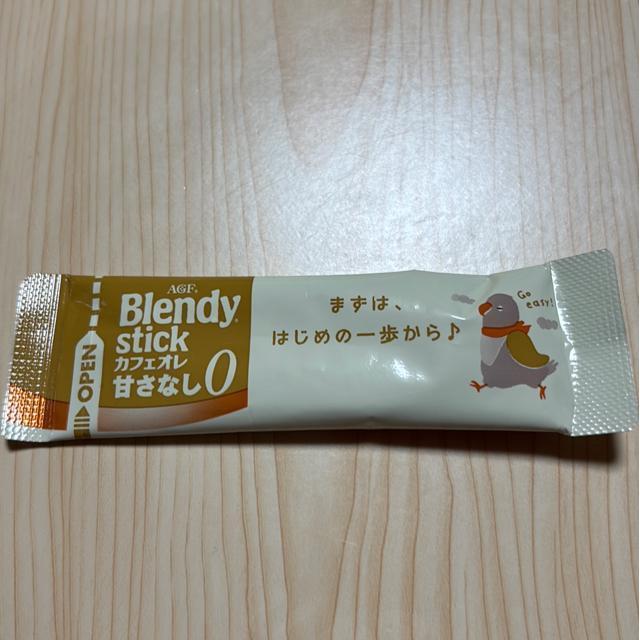 AGF
Blendy
stick
カフェオレ
甘さなし0
OPEN
まずは、
はじめの一歩から♪
Go
easy!